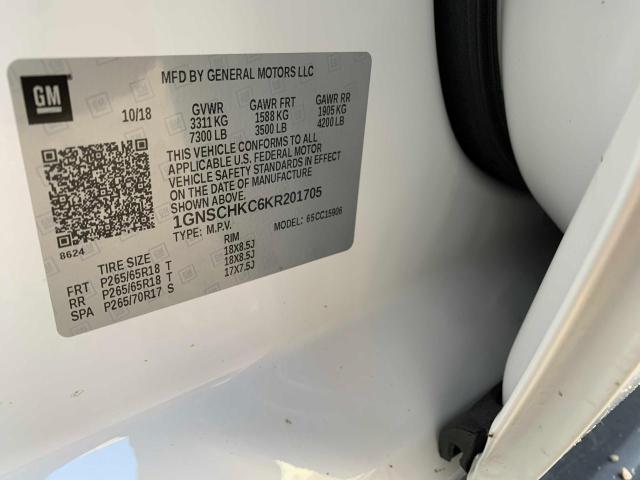 MFD BY GENERAL MOTORS LLC
GM
10/18 GVWR GAWR FRT GAWR RR
3311 KG 1588 KG 1905 KG
7300 LB 3500 LB 4200 LB
THIS VEHICLE CONFORMS TO ALL
APPLICABLE U.S. FEDERAL MOTOR
VEHICLE SAFETY STANDARDS IN EFFECT
ON THE DATE OF MANUFACTURE
SHOWN ABOVE.
1GNSCHKC6KR201705
TYPE: M.P.V. MODEL: 65CC15906
8624
TIRE SIZE RIM
FRT P265/65R18 T 18X8.5J
RR P265/65R18 T 18X8.5J
SPA P265/70R17 S 17X7.5J